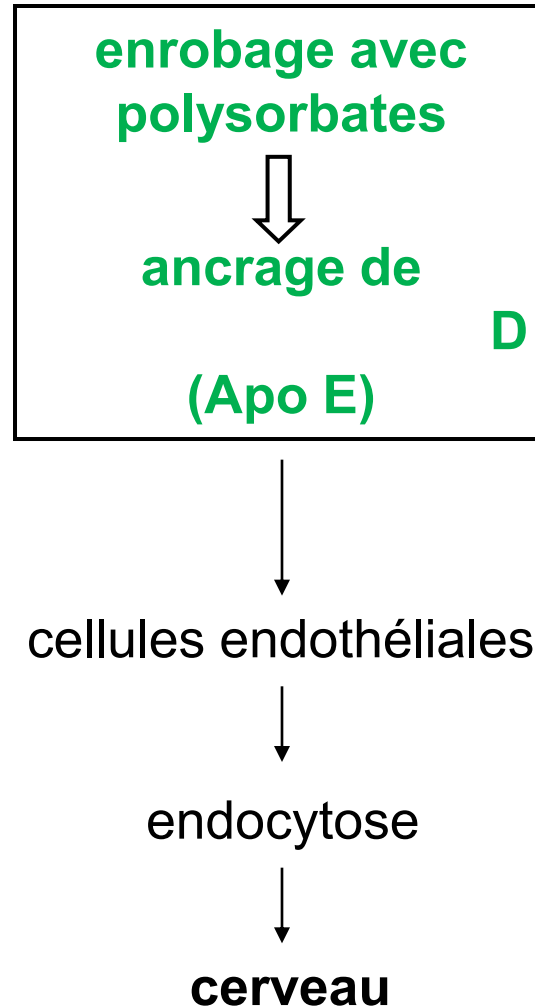 enrobage avec
polysorbates
ancrage de
D
(Apo E)
cellules endothéliales
endocytose
cerveau